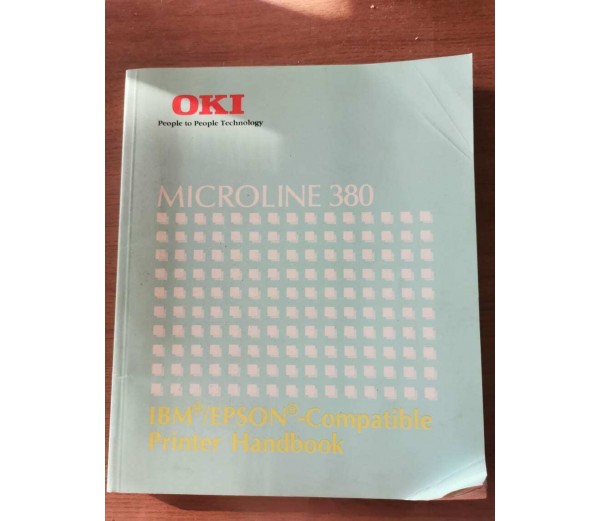 OKI
People to People Technology
MICROLINE 380
IBM®/EPSON®-Compatible
Printer Handbook